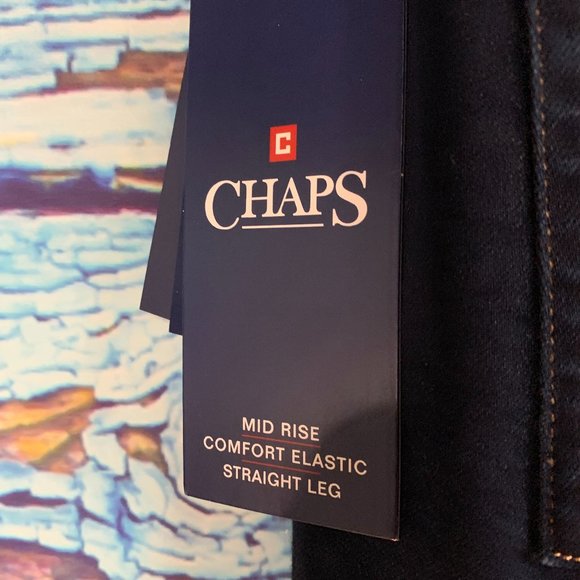 C
CHAPS
MID RISE
COMFORT ELASTIC
STRAIGHT LEG